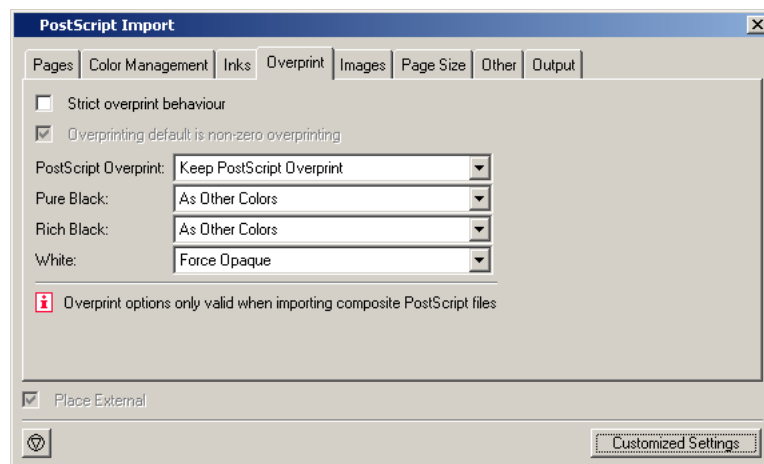 PostScript Import
Pages Color Management Inks Overprint Images Page Size Other Output
Strict overprint behaviour
Overprinting default is non-zero overprinting
PostScript Overprint: Keep PostScript Overprint
Pure Black: As Other Colors
Rich Black: As Other Colors
White: Force Opaque
Overprint options only valid when importing composite PostScript files
Place External
Customized Settings